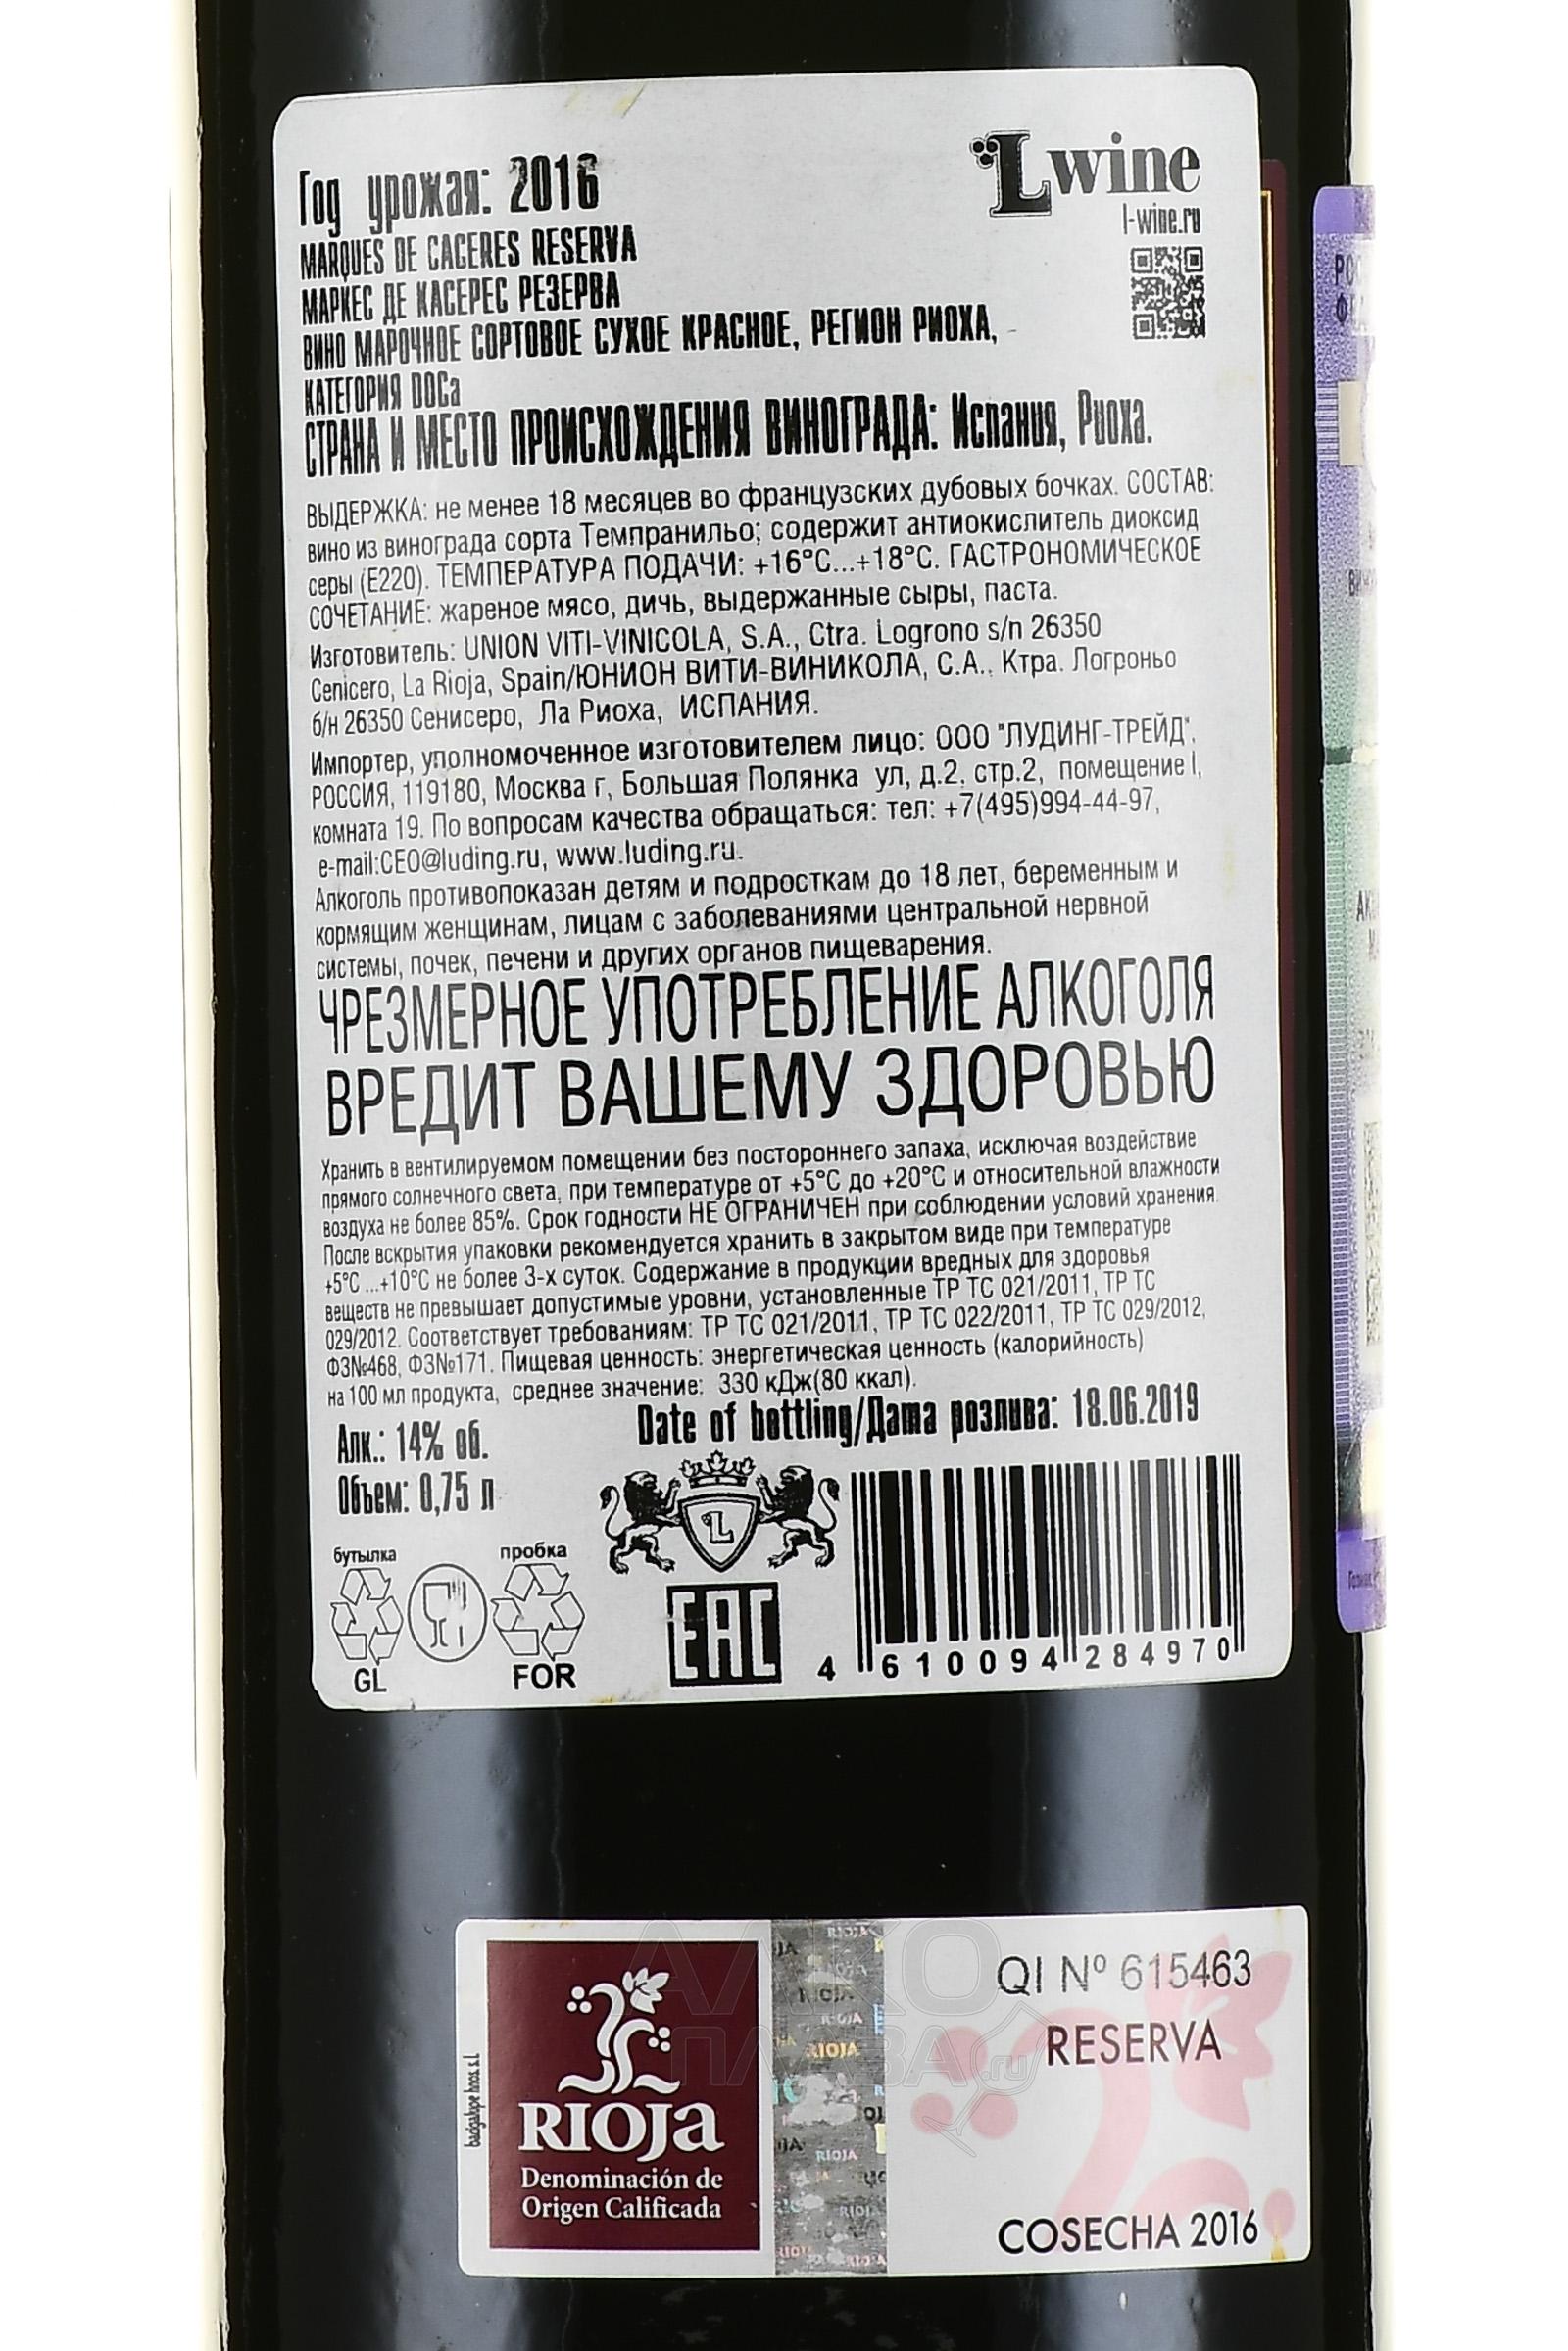 Год урожая: 2016
L wine
l-wine.ru
MARQUES DE CACERES RESERVA
МАРКЕС ДЕ КАСЕРЕС РЕЗЕРВА
ВИНО МАРОЧНОЕ СОРТОВОЕ СУХОЕ КРАСНОЕ, РЕГИОН РИОХА,
КАТЕГОРИЯ DOCa
СТРАНА И МЕСТО ПРОИСХОЖДЕНИЯ ВИНОГРАДА: Испания, Риоха.
ВЫДЕРЖКА: не менее 18 месяцев во французских дубовых бочках. СОСТАВ:
вино из винограда сорта Темпранильо; содержит антиокислитель диоксид
серы (Е220). ТЕМПЕРАТУРА ПОДАЧИ: +16°С...+18°С. ГАСТРОНОМИЧЕСКОЕ
СОЧЕТАНИЕ: жареное мясо, дичь, выдержанные сыры, паста.
Изготовитель: UNION VITI-VINICOLA, S.A., Ctra. Logrono s/n 26350
Cenicero, La Rioja, Spain/ЮНИОН ВИТИ-ВИНИКОЛА, С.А., Ктра. Логроньо
б/н 26350 Сенисеро, Ла Риоха, ИСПАНИЯ.
Импортер, уполномоченное изготовителем лицо: ООО "ЛУДИНГ-ТРЕЙД",
РОССИЯ, 119180, Москва г, Большая Полянка ул, д.2, стр.2, помещение I,
комната 19. По вопросам качества обращаться: тел: +7(495)994-44-97,
e-mail:CEO@luding.ru, www.luding.ru.
Алкоголь противопоказан детям и подросткам до 18 лет, беременным и
кормящим женщинам, лицам с заболеваниями центральной нервной
системы, почек, печени и других органов пищеварения.
ЧРЕЗМЕРНОЕ УПОТРЕБЛЕНИЕ АЛКОГОЛЯ
ВРЕДИТ ВАШЕМУ ЗДОРОВЬЮ
Хранить в вентилируемом помещении без постороннего запаха, исключая воздействие
прямого солнечного света, при температуре от +5°С до +20°С и относительной влажности
воздуха не более 85%. Срок годности НЕ ОГРАНИЧЕН при соблюдении условий хранения.
После вскрытия упаковки рекомендуется хранить в закрытом виде при температуре
+5°С ...+10°С не более 3-х суток. Содержание в продукции вредных для здоровья
веществ не превышает допустимые уровни, установленные ТР ТС 021/2011, ТР ТС
029/2012. Соответствует требованиям: ТР ТС 021/2011, ТР ТС 022/2011, ТР ТС 029/2012,
ФЗ№468, ФЗ№171. Пищевая ценность: энергетическая ценность (калорийность)
на 100 мл продукта, среднее значение: 330 кДж(80 ккал).
Date of bottling/Дата розлива: 18.06.2019
Алк.: 14% об.
Объем: 0,75 л
бутылка
пробка
GL
FOR
L
EAC
4 610094 284970
RIOJA
Denominación de
Origen Calificada
RIOJA
QI Nº 615463
RESERVA
COSECHA 2016
АЛКО
ПЛАЗА.ru